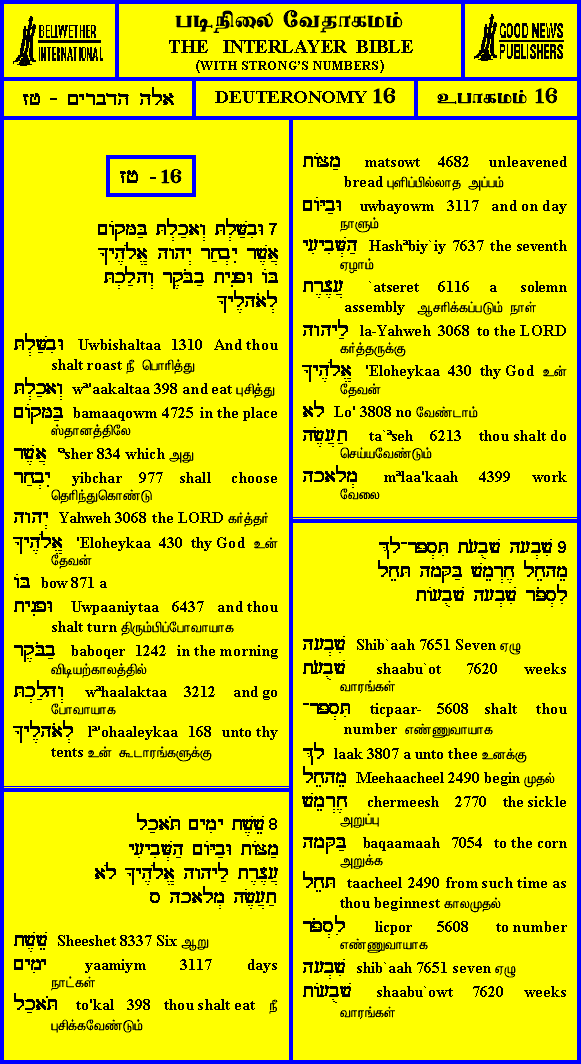 BELLWETHER
INTERNATIONAL
படிநிலை வேதாகமம்
THE INTERLAYER BIBLE
(WITH STRONG'S NUMBERS)
GOOD NEWS
PUBLISHERS
אלה הדברים - טז
DEUTERONOMY 16
உபாகமம் 16
טז - 16
7 וּבִשַּׁלְתָּ וְאָכַלְתָּ בַּמָּקוֹם
אֲשֶׁר יִבְחַר יְהוָה אֱלֹהֶיךָ
בּוֹ וּפָנִיתָ בַבֹּקֶר וְהָלַכְתָּ
לְאֹהָלֶיךָ
וּבִשַּׁלְתָּ Uwbishaltaa 1310 And thou
shalt roast நீ பொரித்து
וְאָכַלְתָּ wª'aakaltaa 398 and eat புசித்து
בַּמָּקוֹם bamaaqowm 4725 in the place
ஸ்தானத்திலே
אֲשֶׁר ªsher 834 which அது
יִבְחַר yibchar 977 shall choose
தெரிந்துகொண்டு
יְהוָה Yahweh 3068 the LORD கர்த்தர்
אֱלֹהֶיךָ 'Eloheykaa 430 thy God உன்
தேவன்
בּוֹ bow 871 a
וּפָנִיתָ Uwpaaniytaa 6437 and thou
shalt turn திரும்பிப்போவாயாக
בַבֹּקֶר baboqer 1242 in the morning
விடியற்காலத்தில்
וְהָלַכְתָּ wªhaalaktaa 3212 and go
போவாயாக
לְאֹהָלֶיךָ lª'ohaaleykaa 168 unto thy
tents உன் கூடாரங்களுக்கு
8 שֵׁשֶׁת יָמִים תֹּאכַל
מַצּוֹת וּבַיּוֹם הַשְּׁבִיעִי
עֲצֶרֶת לַיהוָה אֱלֹהֶיךָ לֹא
תַעֲשֶׂה מְלָאכָה ס
שֵׁשֶׁת Sheeshet 8337 Six ஆறு
יָמִים yaamiym 3117 days
நாட்கள்
תֹּאכַל to'kal 398 thou shalt eat நீ
புசிக்கவேண்டும்
מַצּוֹת matsowt 4682 unleavened
bread புளிப்பில்லாத அப்பம்
וּבַיּוֹם uwbayowm 3117 and on day
நாளும்
הַשְּׁבִיעִי Hashªbiy`iy 7637 the seventh
ஏழாம்
עֲצֶרֶת `atseret 6116 a solemn
assembly ஆசரிக்கப்படும் நாள்
לַיהוָה la-Yahweh 3068 to the LORD
கர்த்தருக்கு
אֱלֹהֶיךָ 'Eloheykaa 430 thy God உன்
தேவன்
לֹא Lo' 3808 no வேண்டாம்
תַעֲשֶׂה ta`ªseh 6213 thou shalt do
செய்யவேண்டும்
מְלָאכָה mªlaa'kaah 4399 work
வேலை
9 שִׁבְעָה שָׁבֻעֹת תִּסְפָּר־לָךְ
מֵהָחֵל חֶרְמֵשׁ בַּקָּמָה תָּחֵל
לִסְפֹּר שִׁבְעָה שָׁבֻעוֹת
שִׁבְעָה Shib`aah 7651 Seven ஏழு
שָׁבֻעֹת shaabu`ot 7620 weeks
வாரங்கள்
תִּסְפָּר־ ticpaar- 5608 shalt thou
number எண்ணுவாயாக
לָךְ laak 3807 a unto thee உனக்கு
מֵהָחֵל Meehaacheel 2490 begin முதல்
חֶרְמֵשׁ chermeesh 2770 the sickle
அறுப்பு
בַּקָּמָה baqaamaah 7054 to the corn
அறுக்க
תָּחֵל taacheel 2490 from such time as
thou beginnest காலமுதல்
לִסְפֹּר licpor 5608 to number
எண்ணுவாயாக
שִׁבְעָה shib`aah 7651 seven ஏழு
שָׁבֻעוֹת shaabu`owt 7620 weeks
வாரங்கள்